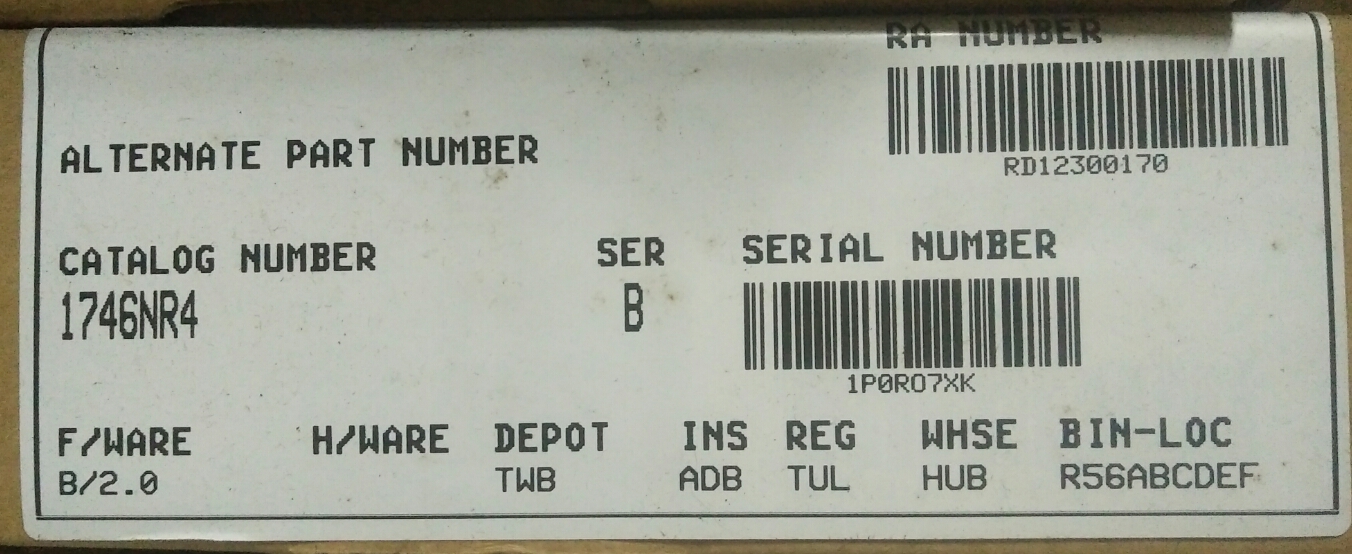 RA NUMBER
RD12300170
ALTERNATE PART NUMBER
CATALOG NUMBER SER SERIAL NUMBER
1746NR4 B
1P0RO7XK
F/WARE H/WARE DEPOT INS REG WHSE BIN-LOC
B/2.0 TWB ADB TUL HUB R56ABCDEF